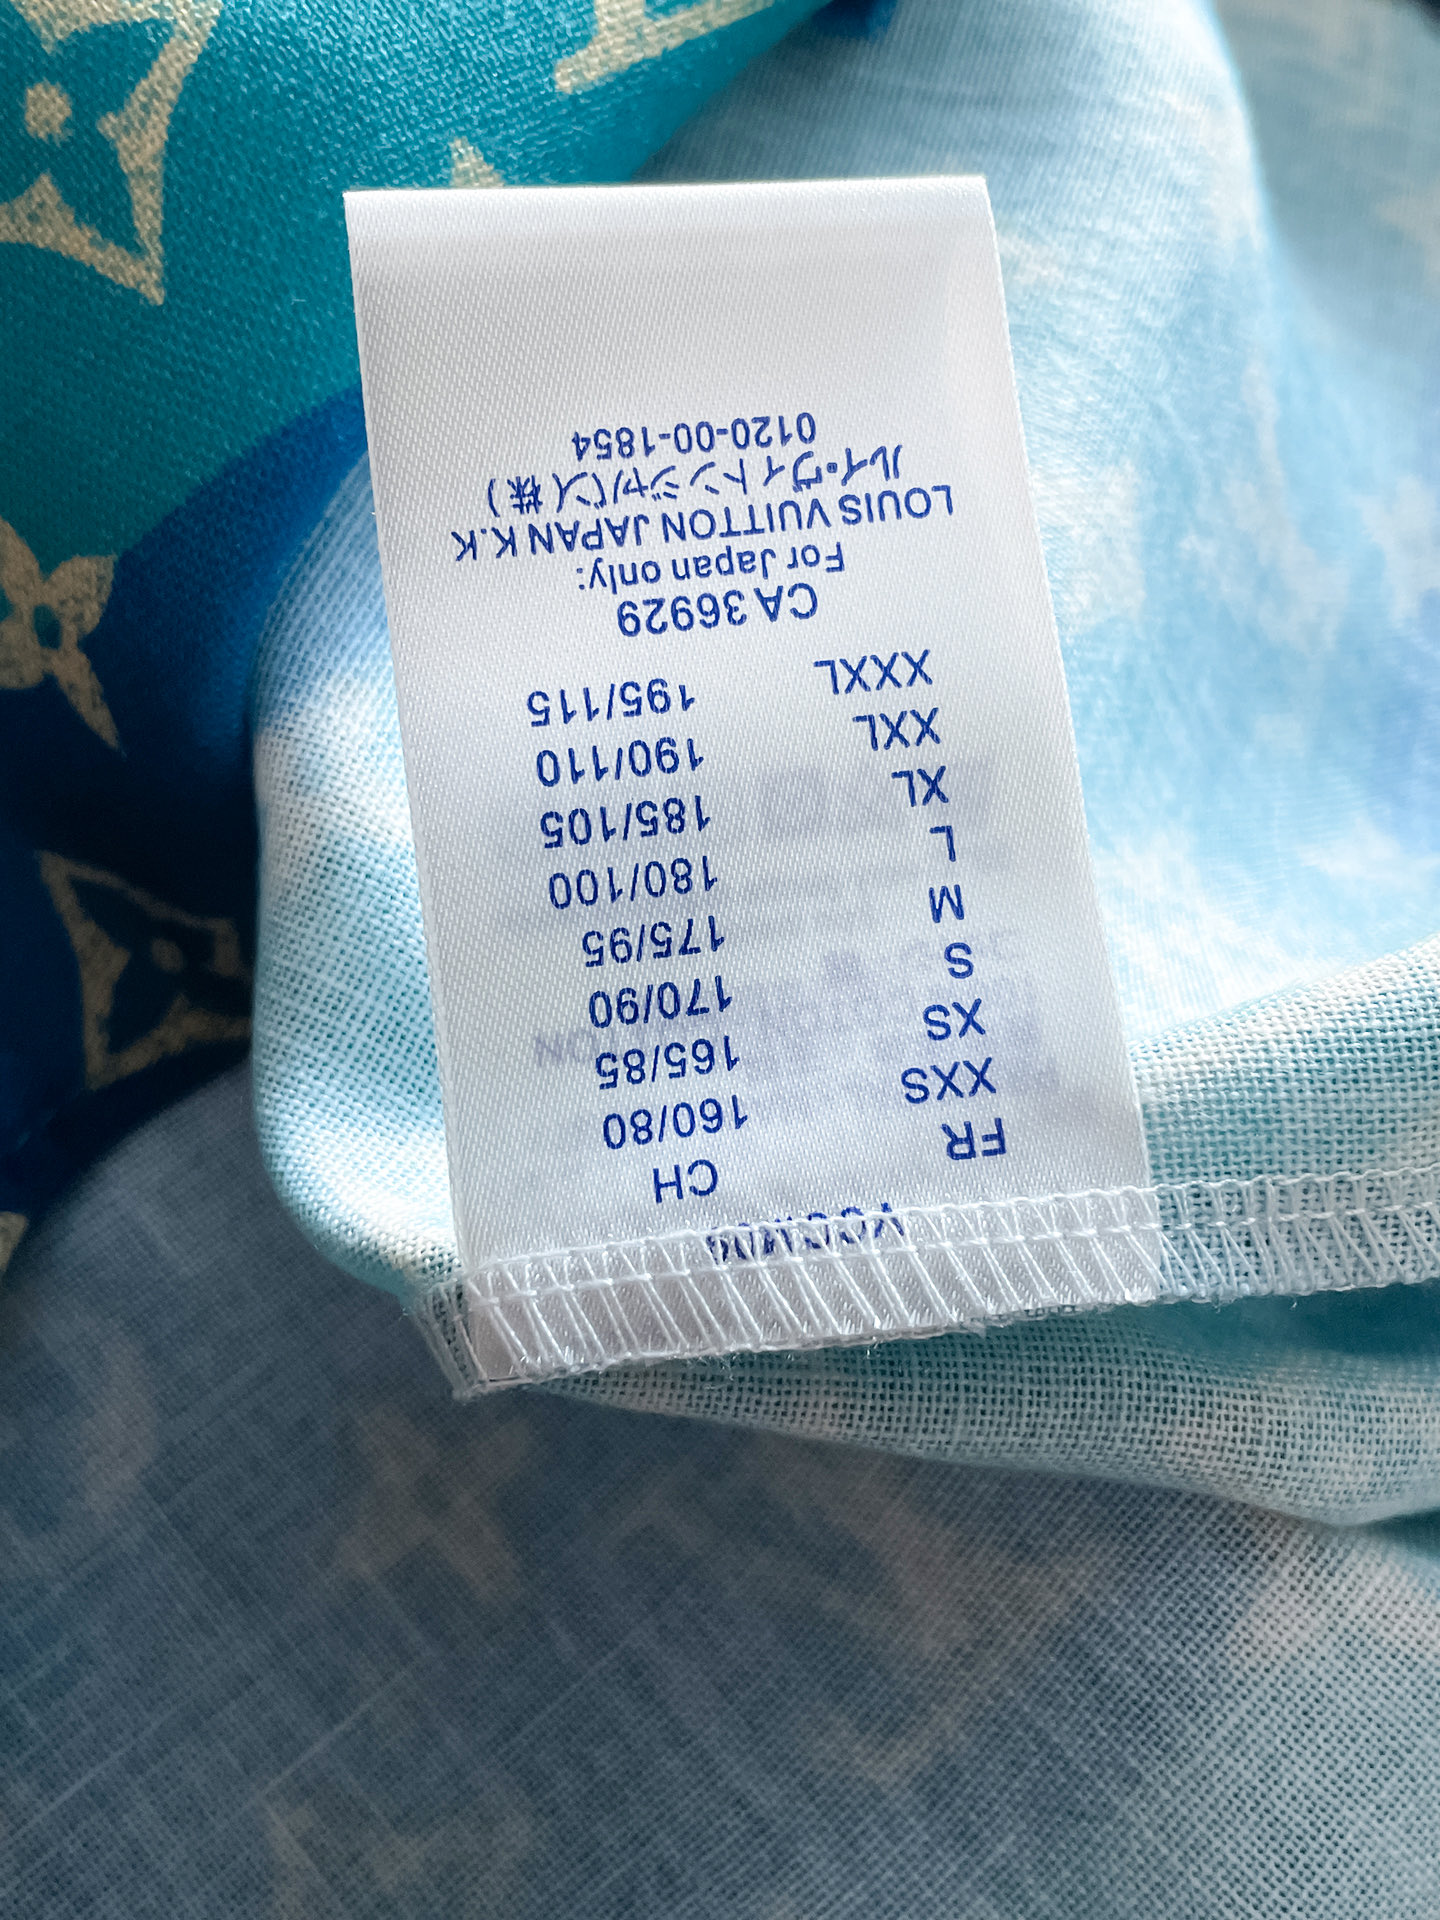 FR CH
XXS 160/80
XS 165/85
S 170/90
M 175/95
L 180/100
XL 185/105
XXL 190/110
XXXL 195/115
CA 36929
For Japan only:
LOUIS VUITTON JAPAN K.K
ルイ・ヴィトンジャパン(株)
0120-00-1854